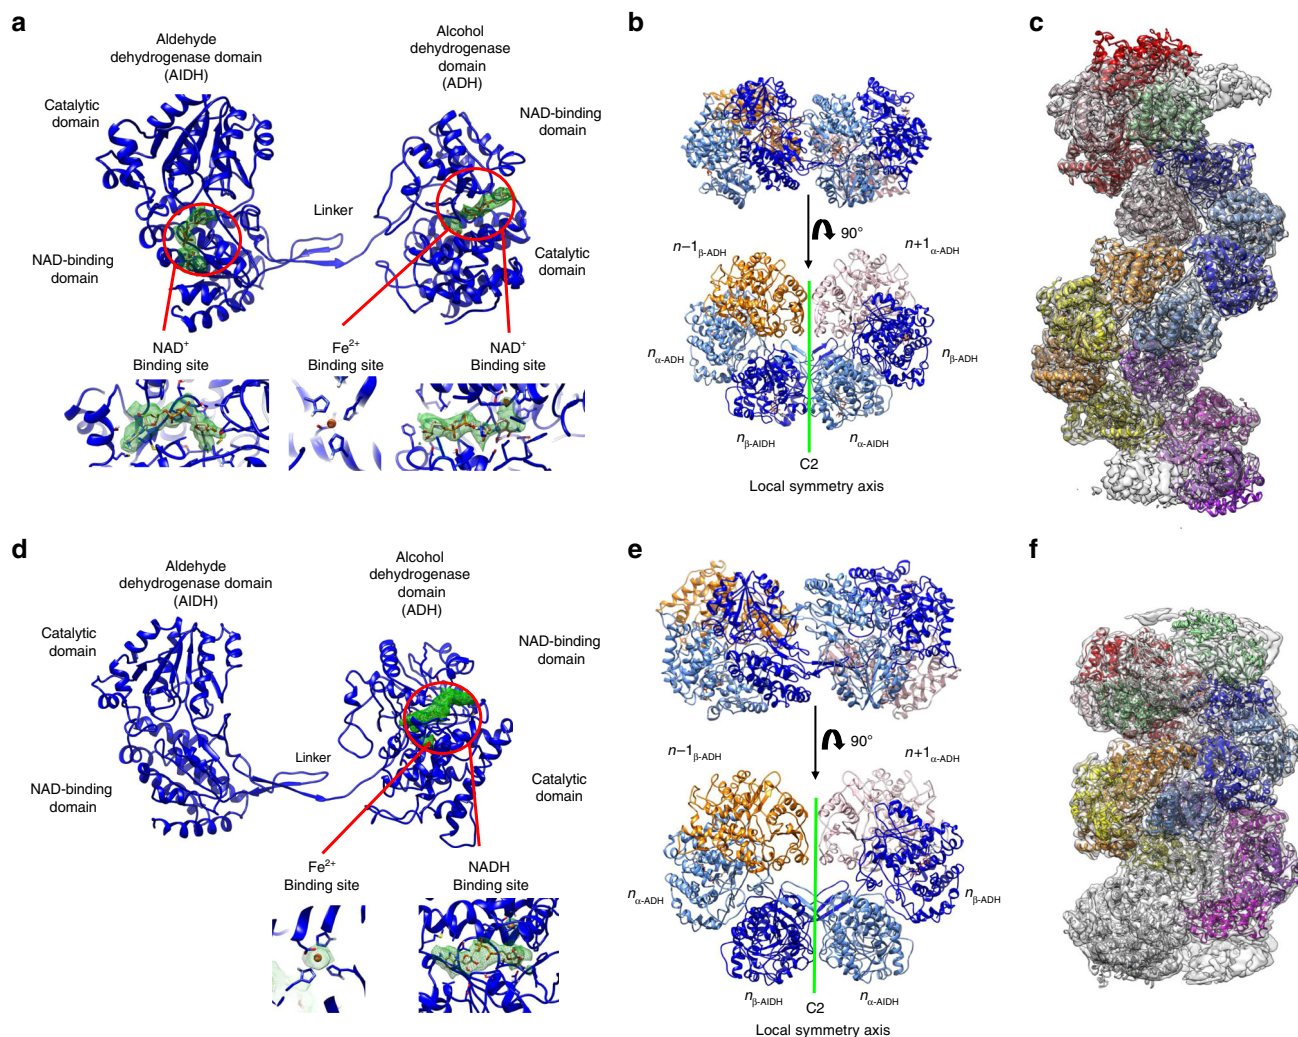 a
Aldehyde
dehydrogenase domain
(AlDH)
Alcohol
dehydrogenase
domain
(ADH)
Catalytic
domain
NAD-binding
domain
Linker
NAD-binding
domain
Catalytic
domain
NAD⁺
Binding site
Fe²⁺
Binding site
NAD⁺
Binding site
b
90°
n−1β-ADH
n+1α-ADH
nα-ADH
nβ-ADH
nβ-AlDH
nα-AlDH
C2
Local symmetry axis
c
d
Aldehyde
dehydrogenase domain
(AlDH)
Alcohol
dehydrogenase
domain
(ADH)
Catalytic
domain
NAD-binding
domain
Linker
NAD-binding
domain
Catalytic
domain
Fe²⁺
Binding site
NADH
Binding site
e
90°
n−1β-ADH
n+1α-ADH
nα-ADH
nβ-ADH
nβ-AlDH
nα-AlDH
C2
Local symmetry axis
f